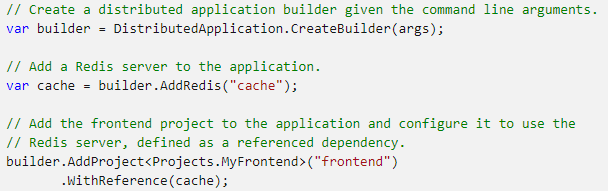 // Create a distributed application builder given the command line arguments.
var builder = DistributedApplication.CreateBuilder(args);

// Add a Redis server to the application.
var cache = builder.AddRedis("cache");

// Add the frontend project to the application and configure it to use the
// Redis server, defined as a referenced dependency.
builder.AddProject<Projects.MyFrontend>("frontend")
       .WithReference(cache);